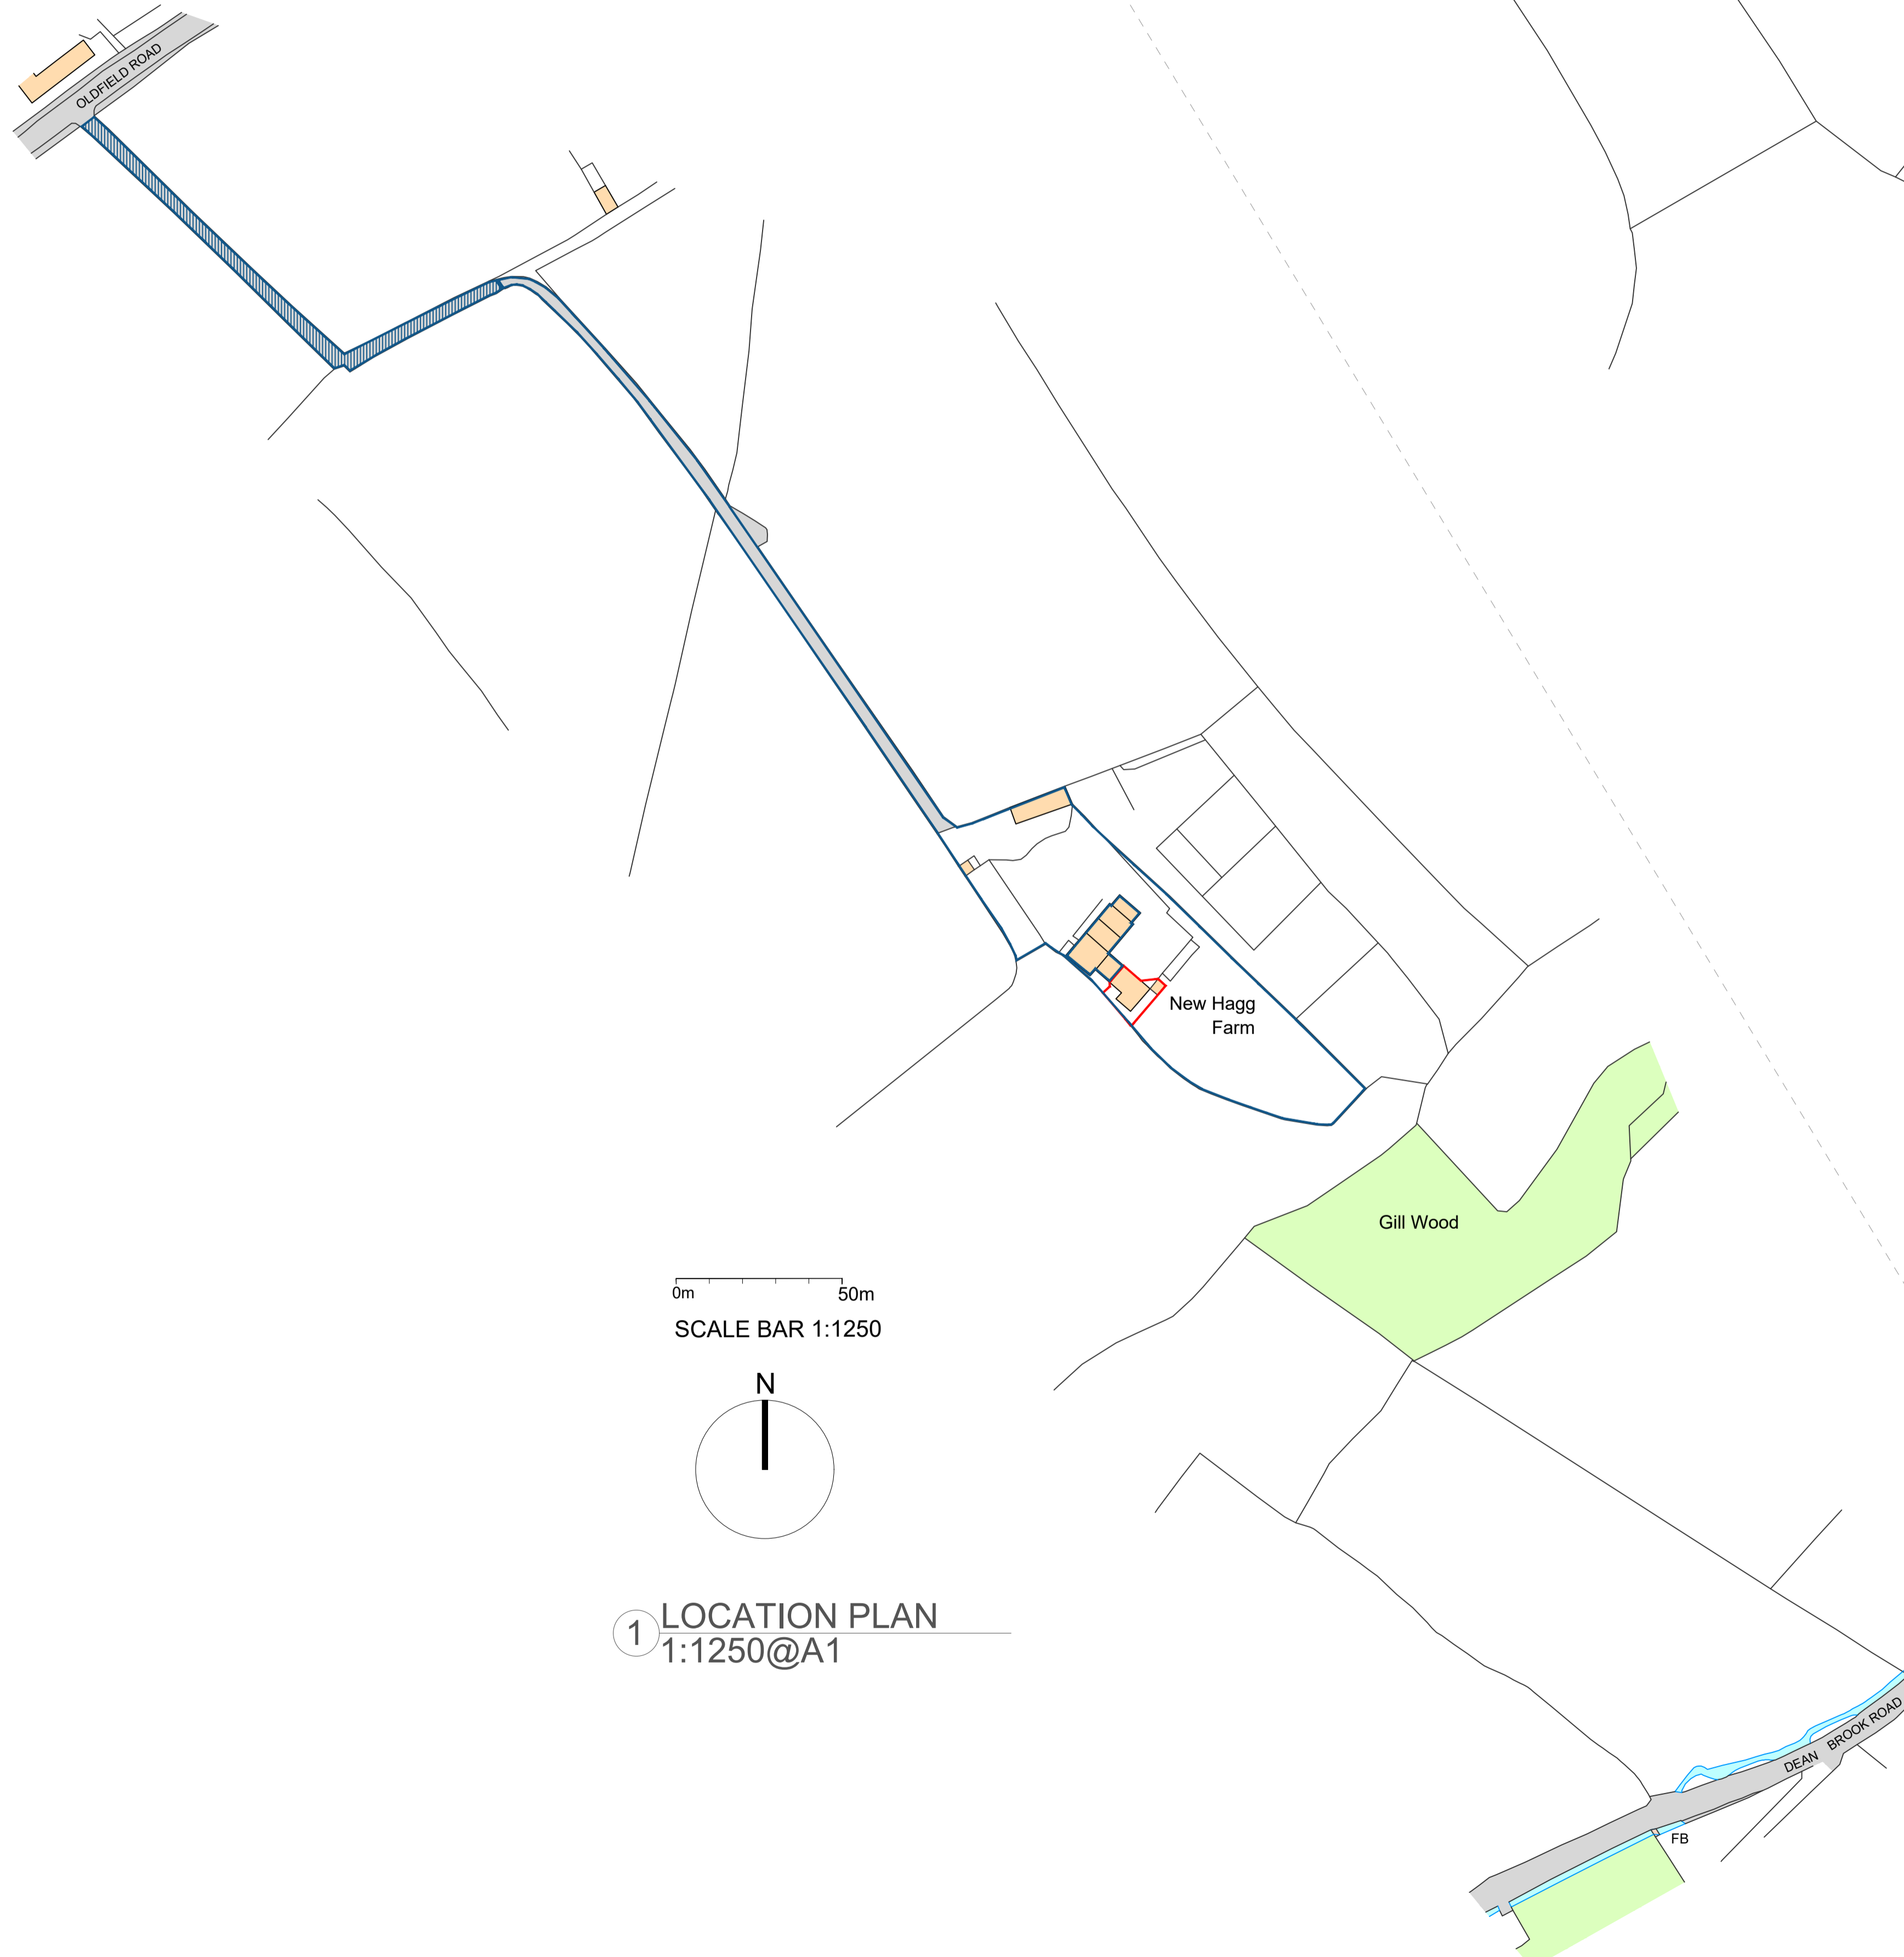 OLDFIELD ROAD
New Hagg
Farm
Gill Wood
0m
50m
SCALE BAR 1:1250
N
1
LOCATION PLAN
1:1250@A1
DEAN BROOK ROAD
FB